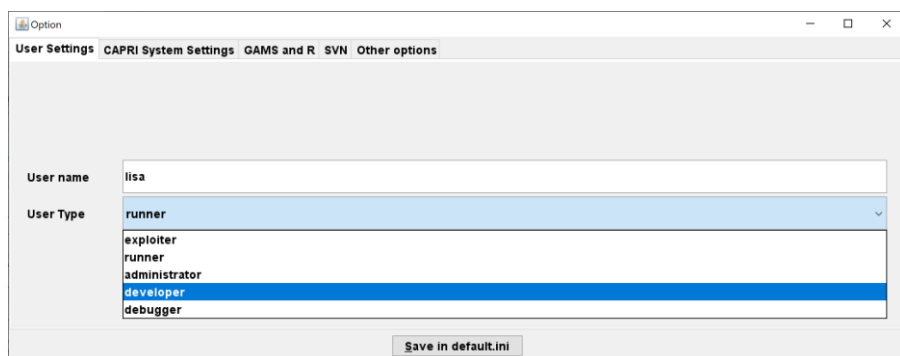 Option
User Settings CAPRI System Settings GAMS and R SVN Other options
User name lisa
User Type runner
exploiter
runner
administrator
developer
debugger
Save in default.ini